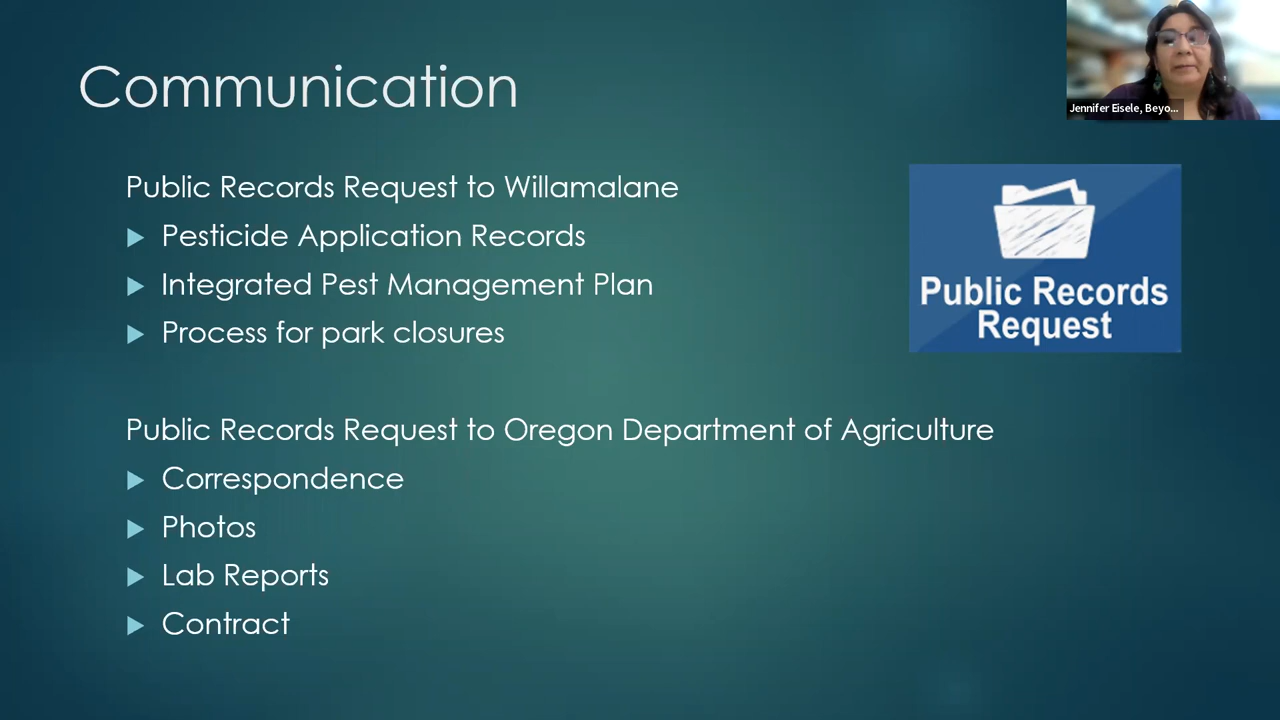 Communication
Jennifer Eisele, Beyo...
Public Records Request to Willamalane
Pesticide Application Records
Integrated Pest Management Plan
Process for park closures
Public Records
Request
Public Records Request to Oregon Department of Agriculture
Correspondence
Photos
Lab Reports
Contract